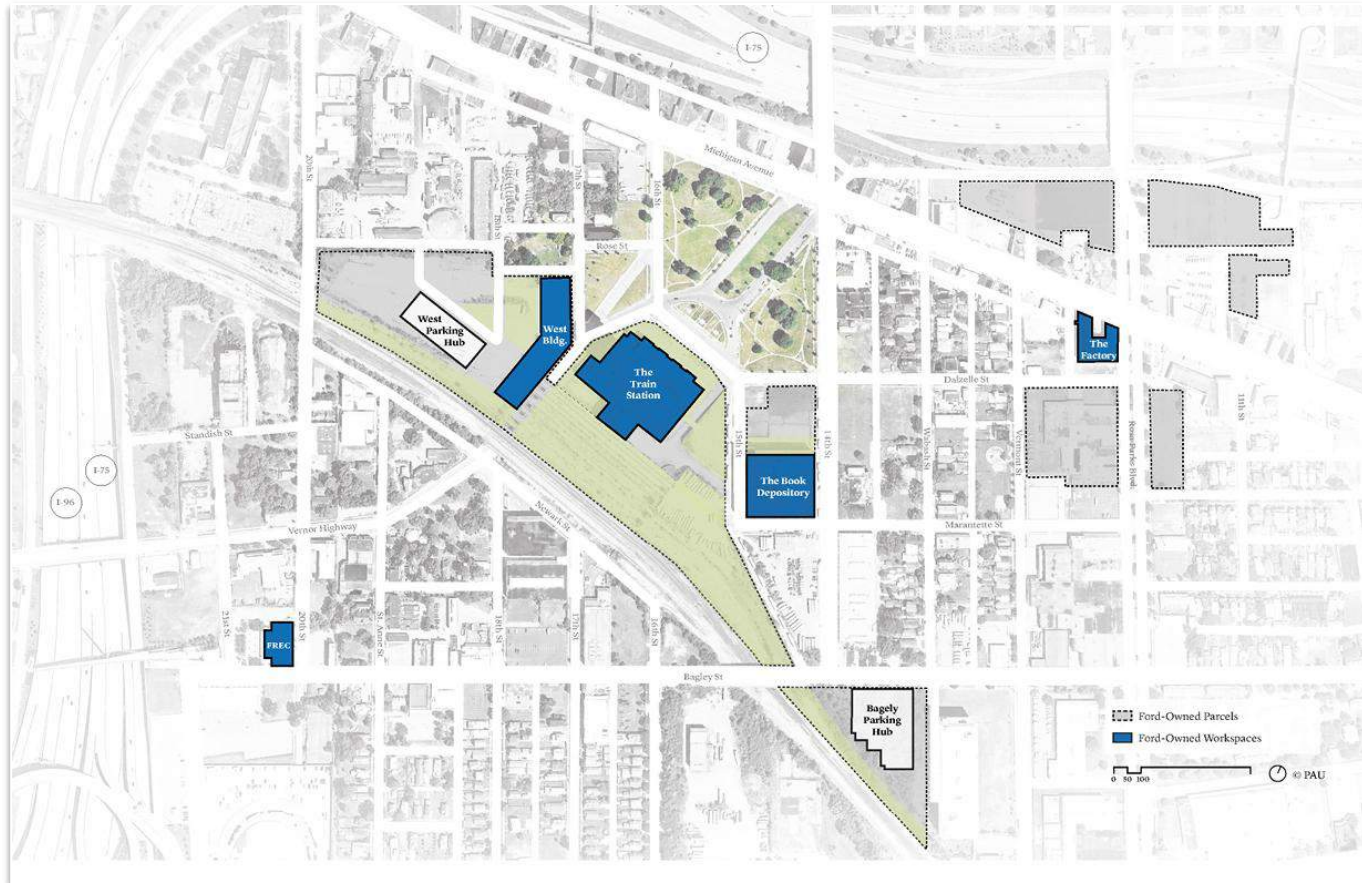 I-75
Michigan Avenue
20th St
18th St
17th St
16th St
Rose St
West
Parking
Hub
West
Bldg.
The
Train
Station
The
Factory
Dalzelle St
Standish St
15th St
14th St
Wabash St
Vermont St
Rosa Parks Blvd.
11th St
I-75
I-96
The Book
Depository
Vernor Highway
Newark St
Marantette St
21st St
20th St
St. Anne St
18th St
17th St
16th St
FREC
Bagley St
Bagely
Parking
Hub
Ford-Owned Parcels
Ford-Owned Workspaces
0 50 100
© PAU